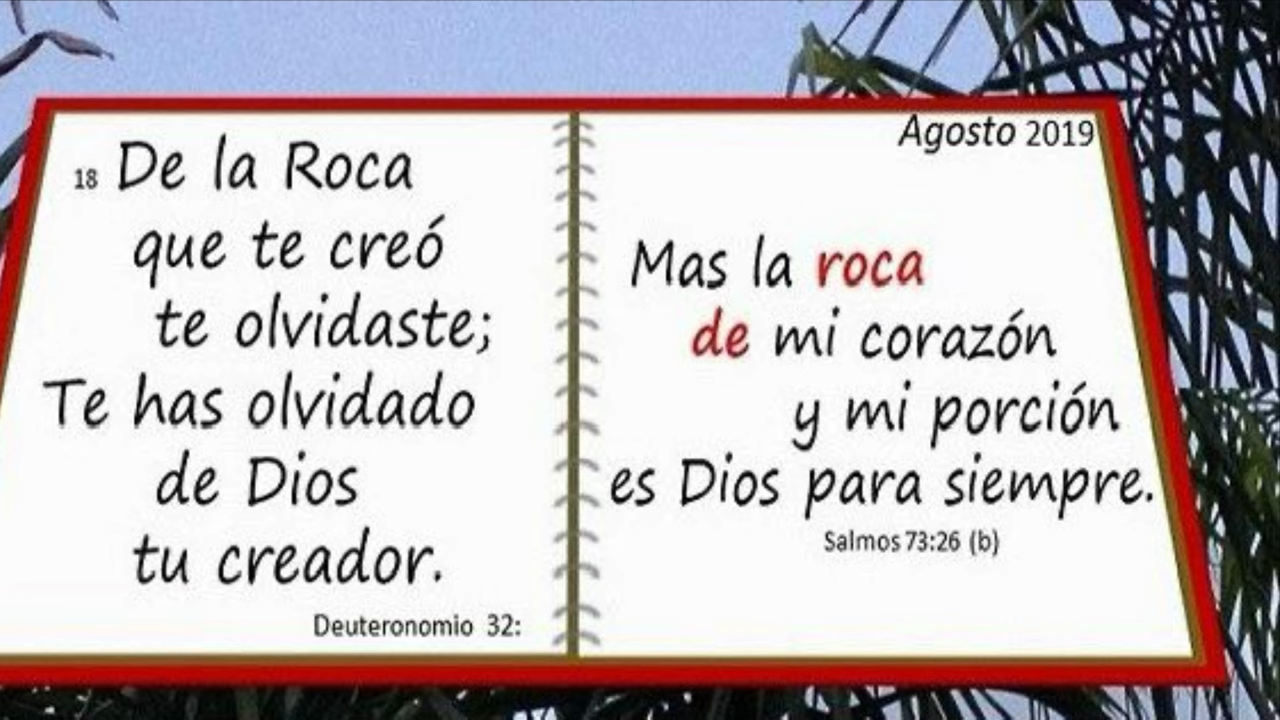 18 De la Roca
que te creó
te olvidaste;
Te has olvidado
de Dios
tu creador.
Deuteronomio 32:
Agosto 2019
Mas la roca
de mi corazón
y mi porción
es Dios para siempre.
Salmos 73:26 (b)